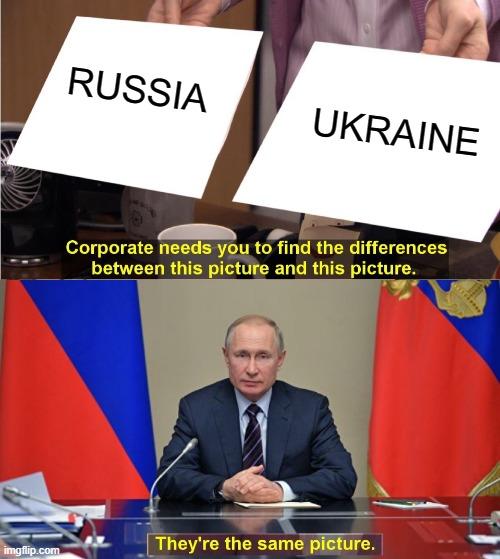 RUSSIA
UKRAINE
Corporate needs you to find the differences
between this picture and this picture.
They're the same picture.
imgflip.com